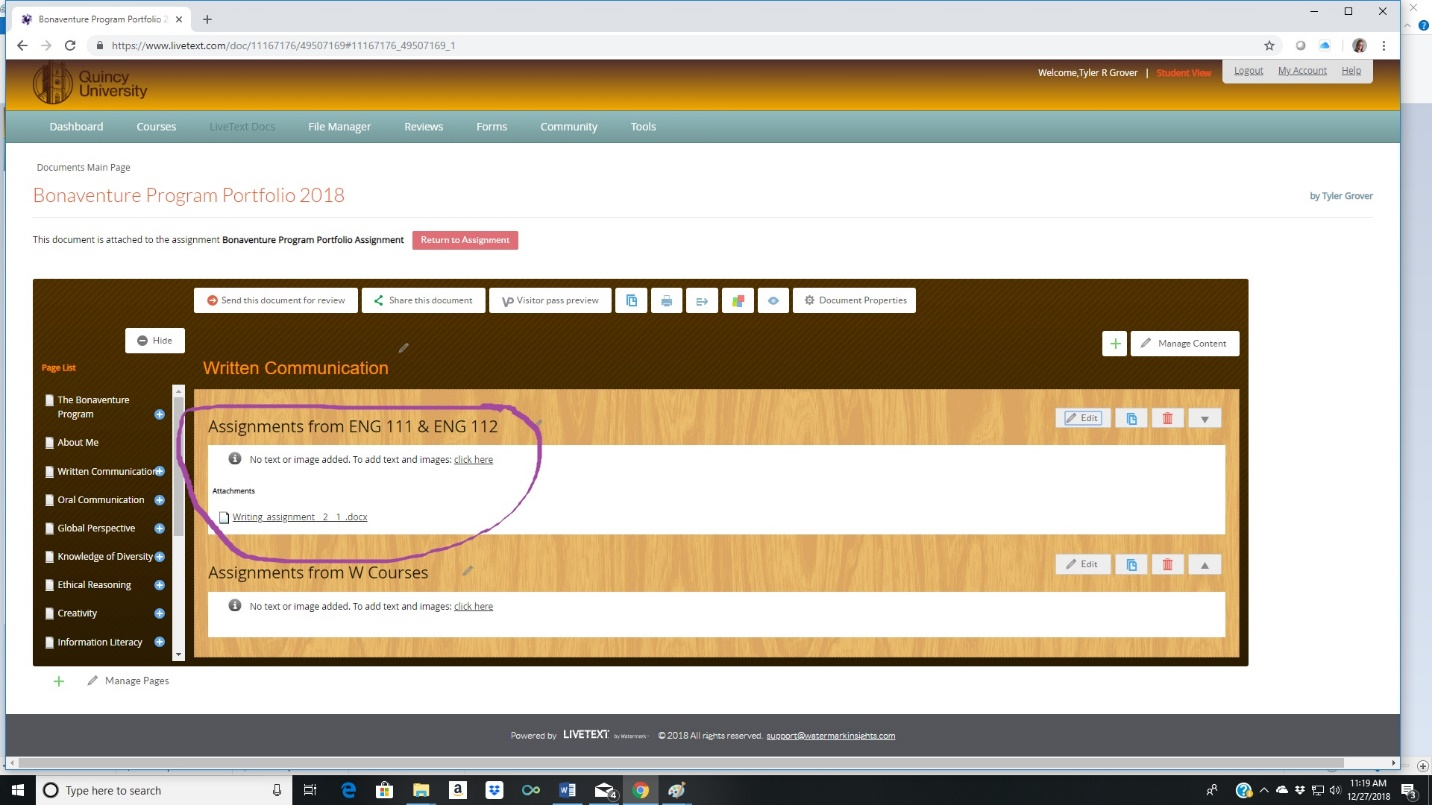 Bonaventure Program Portfolio 2
https://www.livetext.com/doc/11167176/49507169#11167176_49507169_1
Quincy
University
Welcome,Tyler R Grover | Student View
Logout My Account Help
Dashboard Courses LiveText Docs File Manager Reviews Forms Community Tools
Documents Main Page
Bonaventure Program Portfolio 2018
by Tyler Grover
This document is attached to the assignment Bonaventure Program Portfolio Assignment Return to Assignment
Send this document for review Share this document Visitor pass preview Document Properties
Hide
Manage Content
Page List
Written Communication
The Bonaventure
Program
About Me
Written Communication
Oral Communication
Global Perspective
Knowledge of Diversity
Ethical Reasoning
Creativity
Information Literacy
Assignments from ENG 111 & ENG 112
Edit
No text or image added. To add text and images: click here
Attachments
Writing_assignment__2__1_.docx
Assignments from W Courses
Edit
No text or image added. To add text and images: click here
Manage Pages
Powered by LIVETEXT by Watermark © 2018 All rights reserved. support@watermarkinsights.com
Type here to search
4
11:19 AM
12/27/2018
3